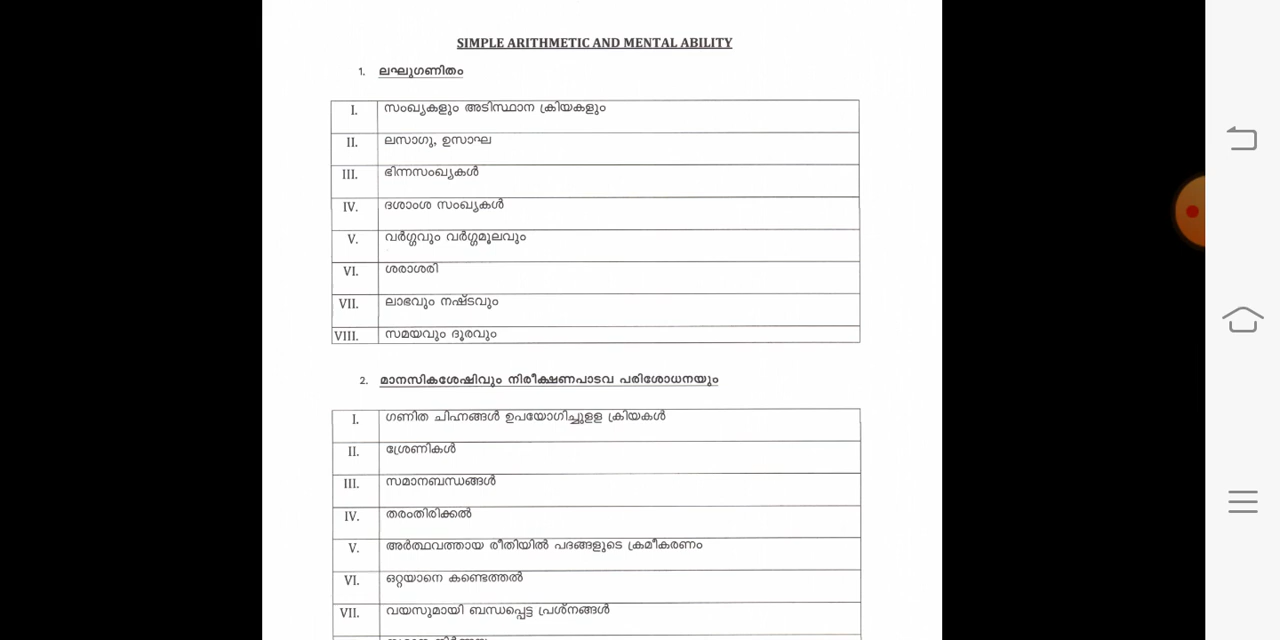 SIMPLE ARITHMETIC AND MENTAL ABILITY
1. ലഘുഗണിതം
I. സംഖ്യകളും അടിസ്ഥാന ക്രിയകളും
II. ലസാഗു, ഉസാഘ
III. ഭിന്നസംഖ്യകൾ
IV. ദശാംശ സംഖ്യകൾ
V. വർഗ്ഗവും വർഗ്ഗമൂലവും
VI. ശരാശരി
VII. ലാഭവും നഷ്ടവും
VIII. സമയവും ദൂരവും
2. മാനസികശേഷിയും നിരീക്ഷണപാടവ പരിശോധനയും
I. ഗണിത ചിഹ്നങ്ങൾ ഉപയോഗിച്ചുളള ക്രിയകൾ
II. ശ്രേണികൾ
III. സമാനബന്ധങ്ങൾ
IV. തരംതിരിക്കൽ
V. അർത്ഥവത്തായ രീതിയിൽ പദങ്ങളുടെ ക്രമീകരണം
VI. ഒറ്റയാനെ കണ്ടെത്തൽ
VII. വയസുമായി ബന്ധപ്പെട്ട പ്രശ്നങ്ങൾ